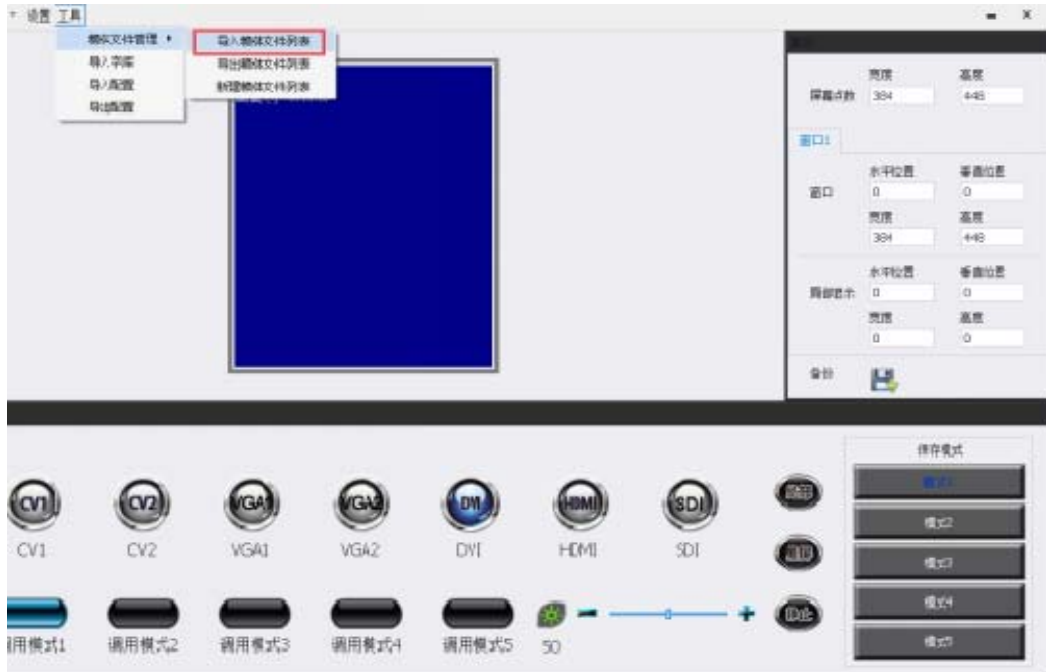 设置 工具
媒体文件管理
导入媒体文件列表
导入字库
导出媒体文件列表
导入配置
新建媒体文件列表
导出配置
宽度 高度
屏幕点数 384 448
窗口1
水平位置 垂直位置
窗口 0 0
宽度 高度
384 448
水平位置 垂直位置
局部显示 0 0
宽度 高度
0 0
备份
保存模式
模式1
模式2
模式3
模式4
模式5
CV1 CV2 VGA1 VGA2 DVI HDMI SDI
CV1 CV2 VGA1 VGA2 DVI HDMI SDI
调用模式1 调用模式2 调用模式3 调用模式4 调用模式5 50